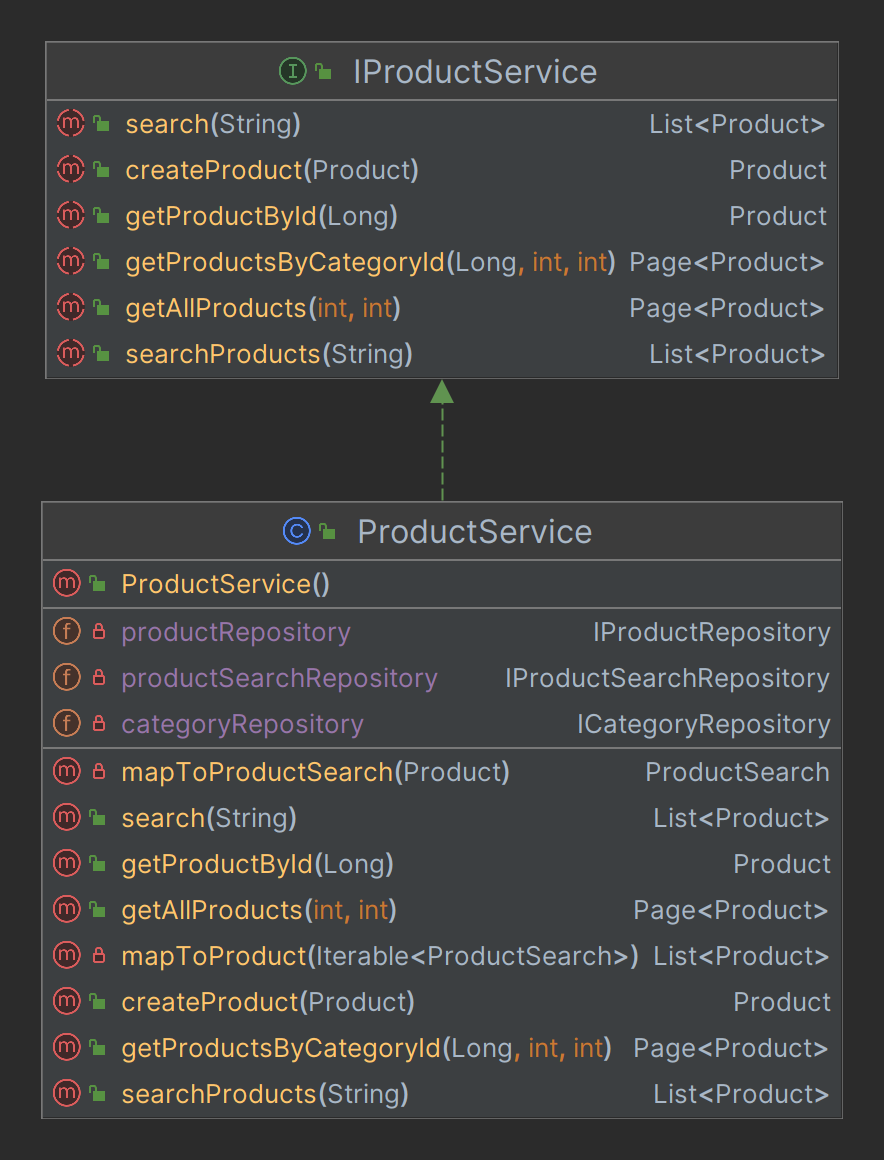 I IProductService
m search(String) List<Product>
m createProduct(Product) Product
m getProductById(Long) Product
m getProductsByCategoryId(Long, int, int) Page<Product>
m getAllProducts(int, int) Page<Product>
m searchProducts(String) List<Product>
C ProductService
m ProductService()
f productRepository IProductRepository
f productSearchRepository IProductSearchRepository
f categoryRepository ICategoryRepository
m mapToProductSearch(Product) ProductSearch
m search(String) List<Product>
m getProductById(Long) Product
m getAllProducts(int, int) Page<Product>
m mapToProduct(Iterable<ProductSearch>) List<Product>
m createProduct(Product) Product
m getProductsByCategoryId(Long, int, int) Page<Product>
m searchProducts(String) List<Product>